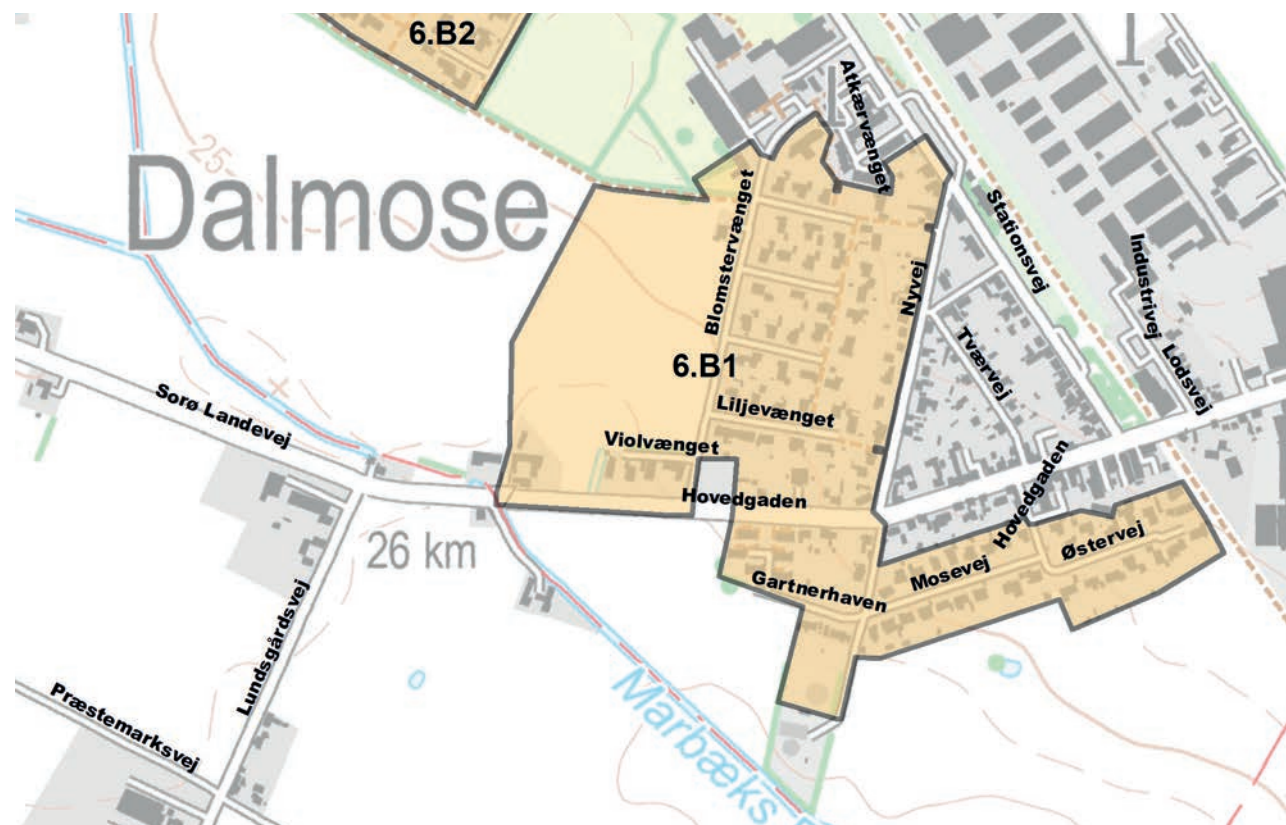 6.B2
Atkærvænget
25
Dalmose
Blomstervænget
Stationsvej
Nyvej
Industrivej
Lodsvej
Tværvej
6.B1
Sorø Landevej
Liljevænget
Violvænget
Hovedgaden
Hovedgaden
26 km
Østervej
Mosevej
Gartnerhaven
Lundsgårdsvej
Marbæks
Præstemarksvej